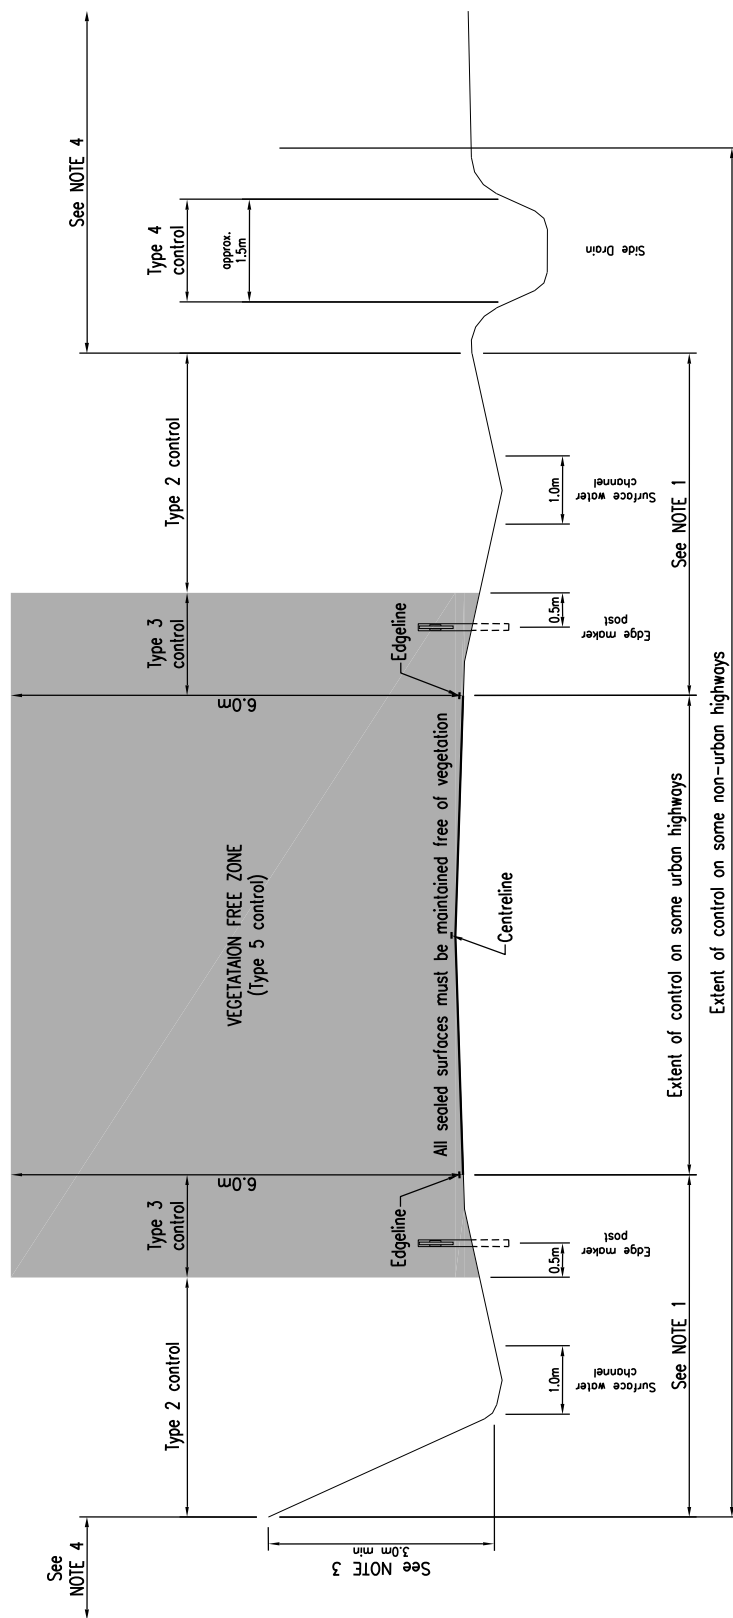 See
NOTE 4
See NOTE 4
Type 2 control
Type 3
control
Type 3
control
Type 2 control
Type 4
control
approx.
1.5m
6.0m
6.0m
VEGETATAION FREE ZONE
(Type 5 control)
All sealed surfaces must be maintained free of vegetation
Edgeline
Edgeline
Centreline
See NOTE 3
3.0m min
1.0m
Surface water
channel
0.5m
Edge maker
post
0.5m
Edge maker
post
1.0m
Surface water
channel
Side Drain
See NOTE 1
Extent of control on some urban highways
See NOTE 1
Extent of control on some non-urban highways